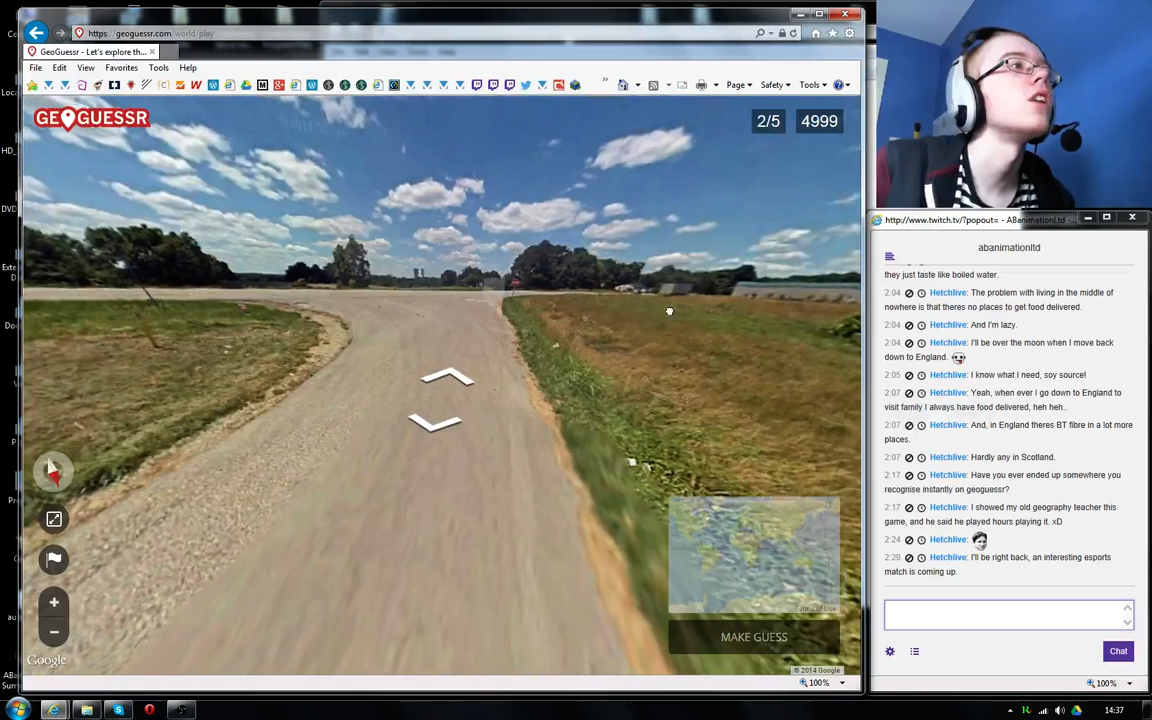 https://geoguessr.com/world/play
GeoGuessr - Let's explore th...
File Edit View Favorites Tools Help
Page Safety Tools
GEOGUESSR
2/5 4999
Terms of Use
MAKE GUESS
Google
© 2014 Google
100%
http://www.twitch.tv/?popout= - ABanimationLtd - ...
abanimationltd
they just taste like boiled water.
2:04 Hetchlive: The problem with living in the middle of
nowhere is that theres no places to get food delivered.
2:04 Hetchlive: And I'm lazy.
2:04 Hetchlive: I'll be over the moon when I move back
down to England.
2:05 Hetchlive: I know what I need, soy source!
2:07 Hetchlive: Yeah, when ever I go down to England to
visit family I always have food delivered, heh heh..
2:07 Hetchlive: And, in England theres BT fibre in a lot more
places.
2:07 Hetchlive: Hardly any in Scotland.
2:17 Hetchlive: Have you ever ended up somewhere you
recognise instantly on geoguessr?
2:17 Hetchlive: I showed my old geography teacher this
game, and he said he played hours playing it. xD
2:24 Hetchlive:
2:29 Hetchlive: I'll be right back, an interesting esports
match is coming up.
Chat
100%
14:37